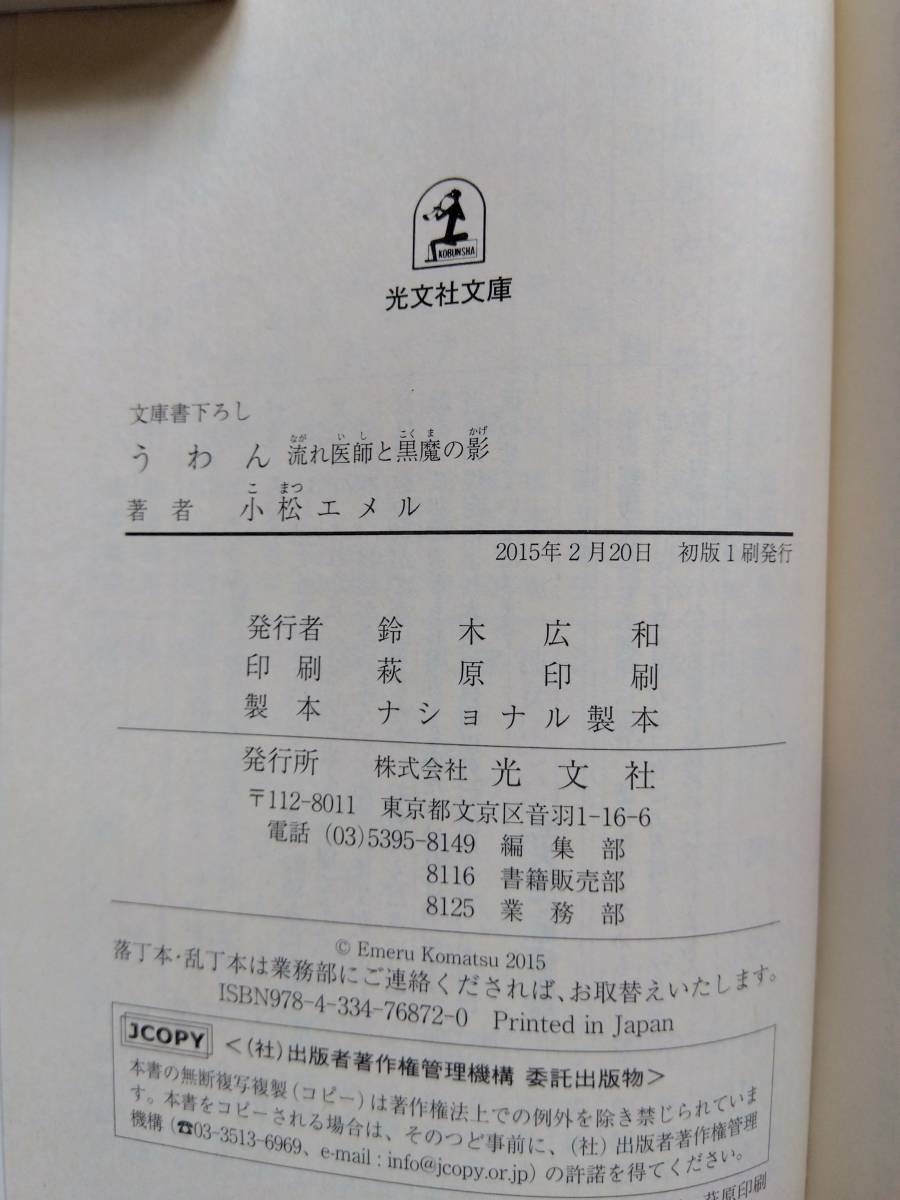 KOBUNSHA
光文社文庫
文庫書下ろし
うわん 流れ医師と黒魔の影
なが いし こくま かげ
著者 小松エメル
こ まつ
2015年2月20日 初版1刷発行
発行者 鈴木広和
印刷 萩原印刷
製本 ナショナル製本
発行所 株式会社 光文社
〒112-8011 東京都文京区音羽1-16-6
電話 (03)5395-8149 編集部
8116 書籍販売部
8125 業務部
© Emeru Komatsu 2015
落丁本・乱丁本は業務部にご連絡くだされば、お取替えいたします。
ISBN978-4-334-76872-0 Printed in Japan
JCOPY <(社)出版者著作権管理機構 委託出版物>
本書の無断複写複製(コピー)は著作権法上での例外を除き禁じられていま
す。本書をコピーされる場合は、そのつど事前に、(社)出版者著作権管理
機構(☎03-3513-6969、e-mail : info@jcopy.or.jp)の許諾を得てください。
萩原印刷